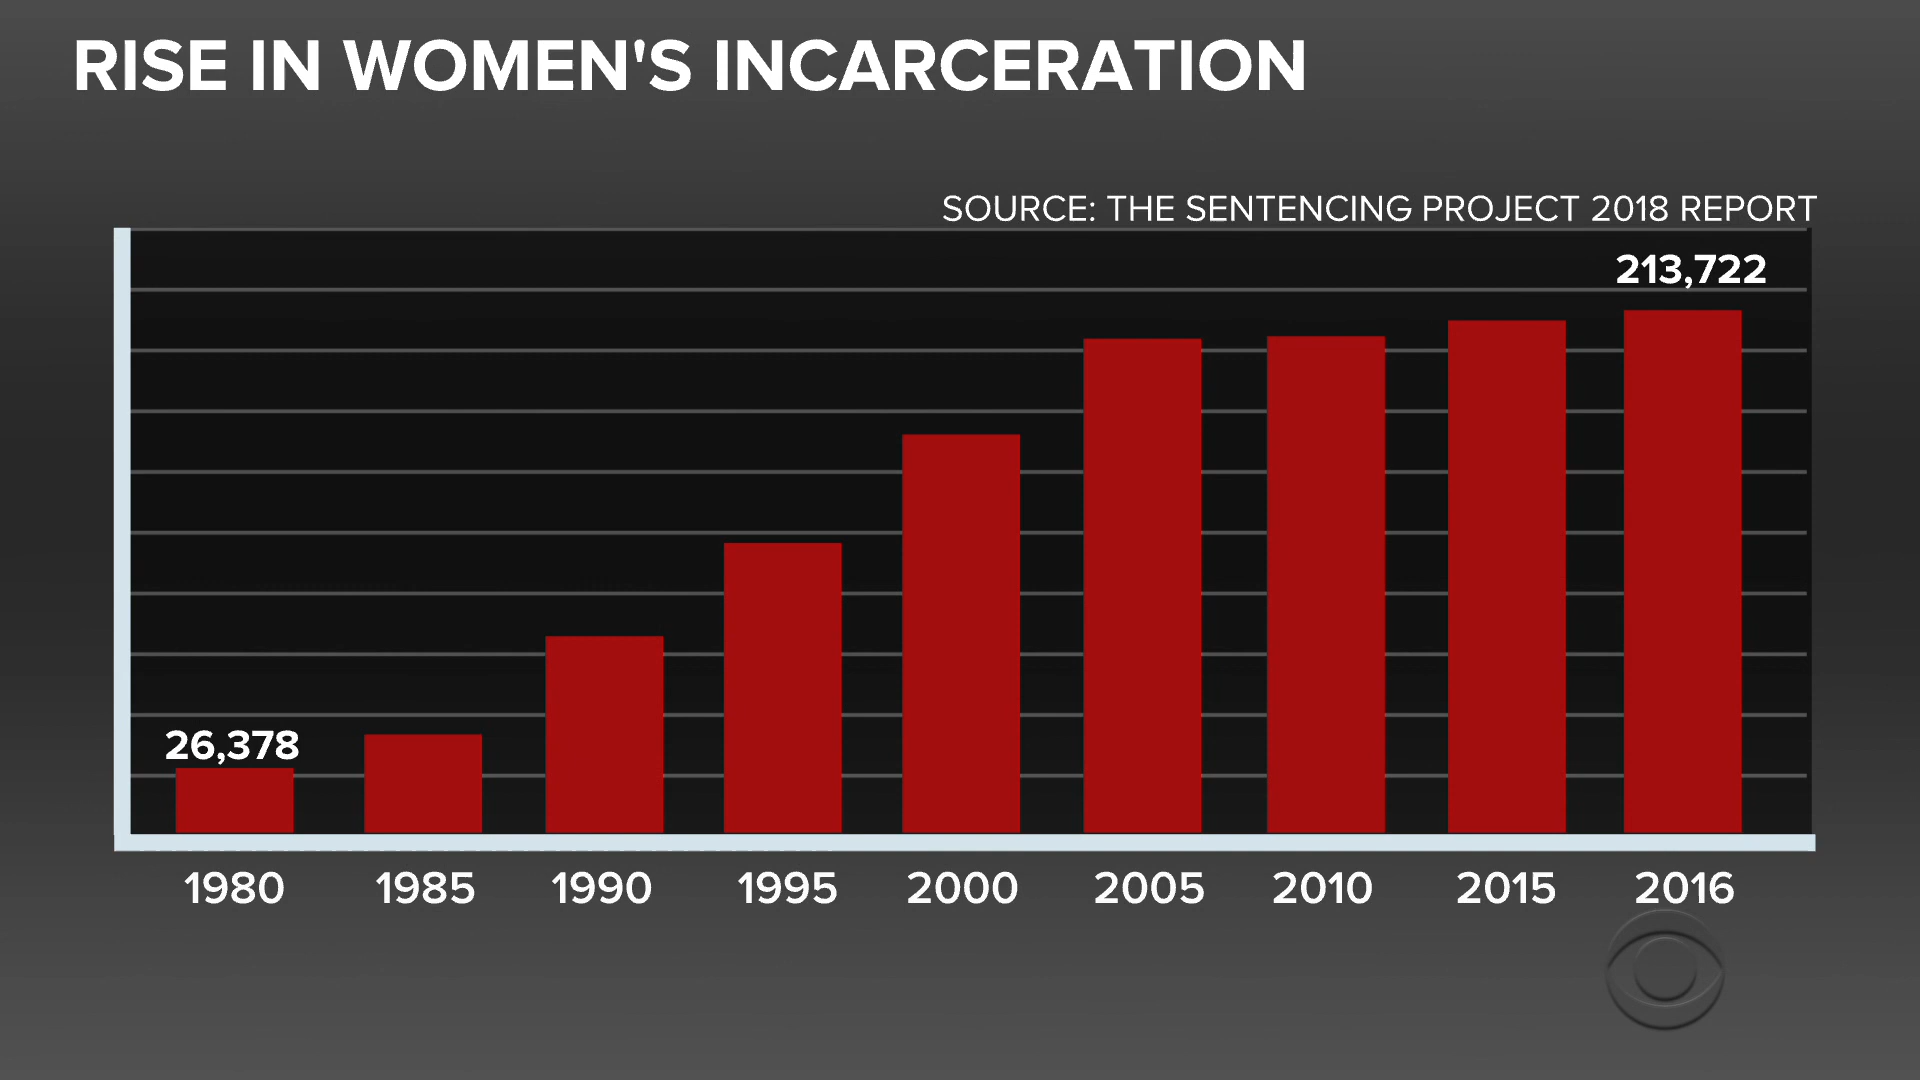 RISE IN WOMEN'S INCARCERATION
SOURCE: THE SENTENCING PROJECT 2018 REPORT
213,722
26,378
1980 1985 1990 1995 2000 2005 2010 2015 2016